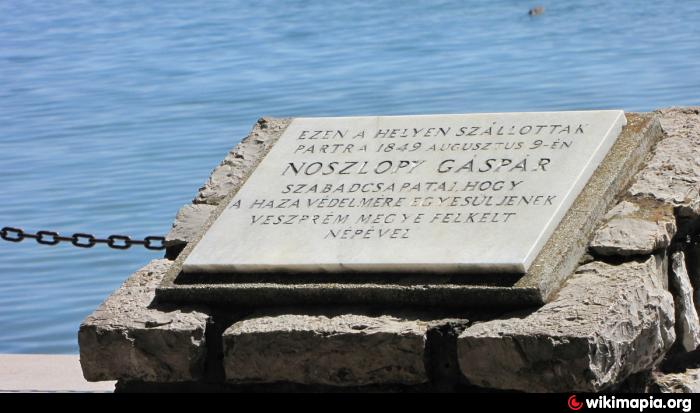 EZEN A HELYEN SZÁLLOTTAK
PARTRA 1849 AUGUSZTUS 9-ÉN
NOSZLOPY GÁSPÁR
SZABADCSAPATAI, HOGY
A HAZA VÉDELMÉRE EGYESÜLJENEK
VESZPRÉM MEGYE FELKELT
NÉPÉVEL
wikimapia.org